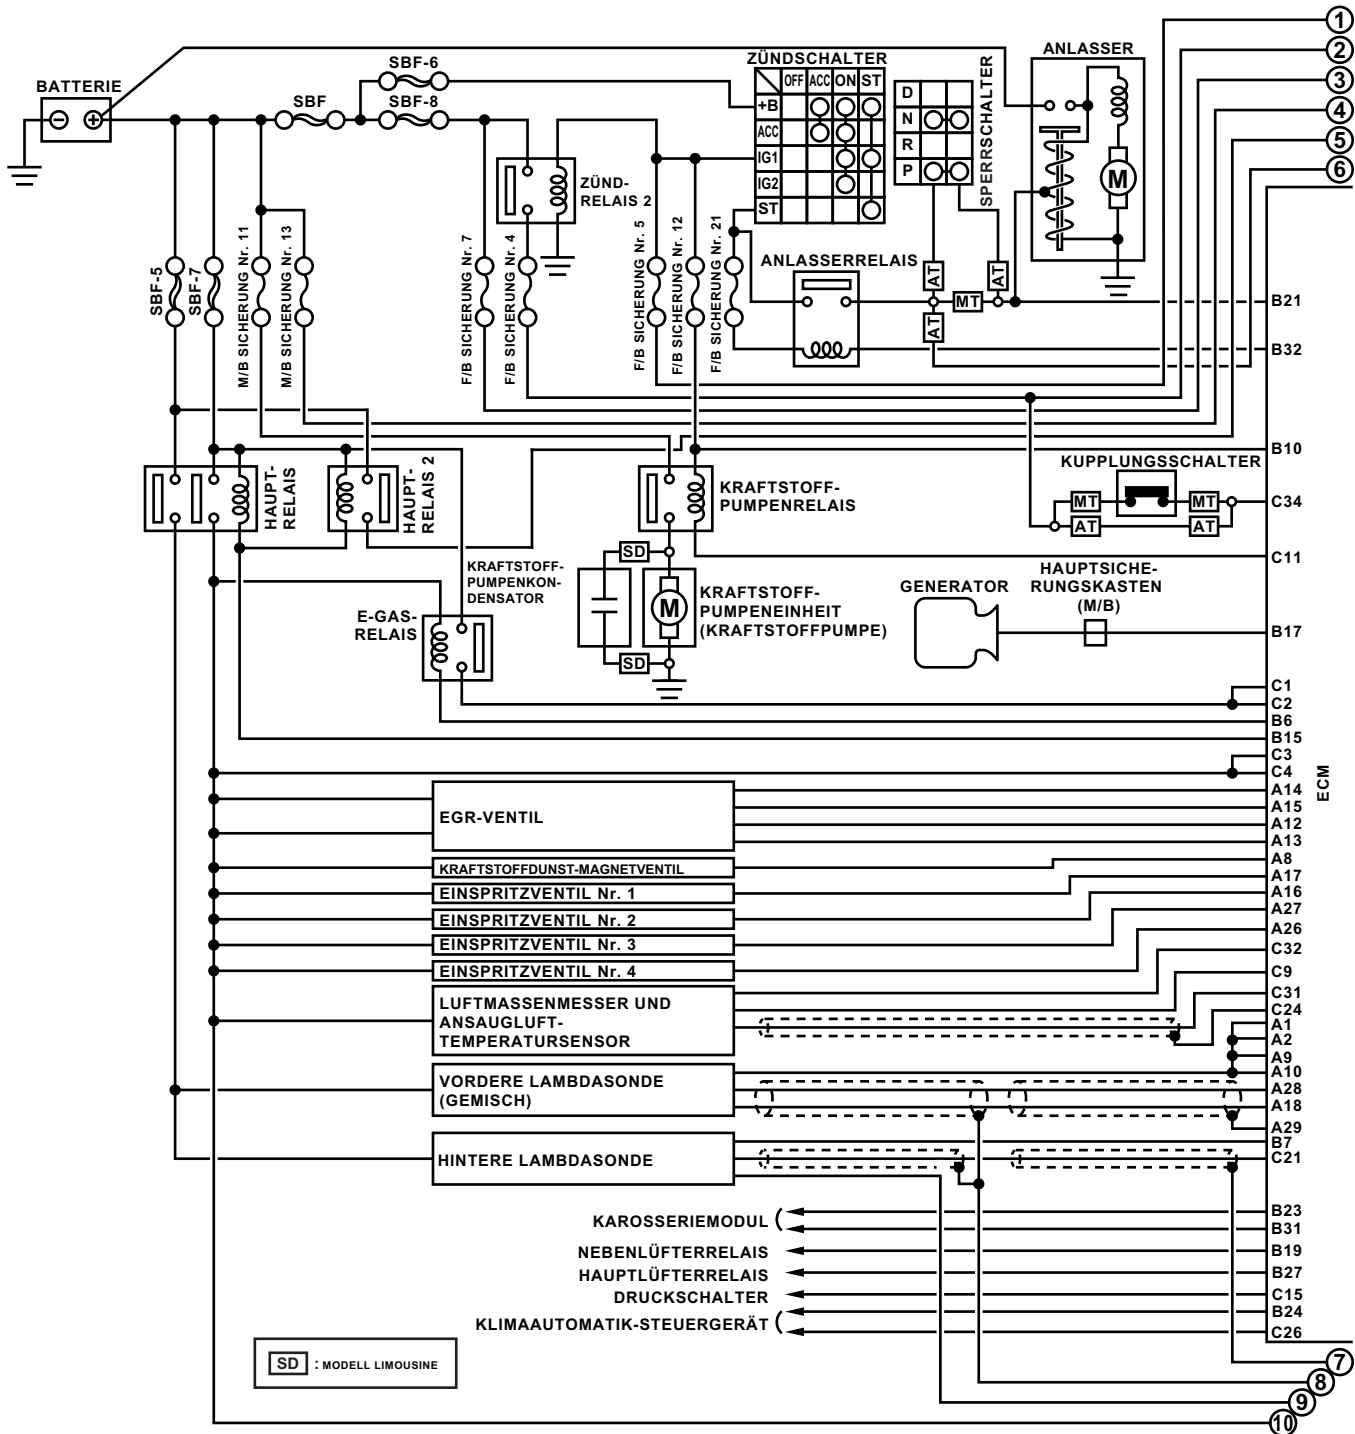 BATTERIE
SBF
SBF-6
SBF-8
ZÜNDSCHALTER
OFF ACC ON ST
+B
ACC
IG1
IG2
ST
D
N
R
P
SPERRSCHALTER
ANLASSER
M
1
2
3
4
5
6
ZÜND-
RELAIS 2
SBF-5
SBF-7
M/B SICHERUNG Nr. 11
M/B SICHERUNG Nr. 13
F/B SICHERUNG Nr. 7
F/B SICHERUNG Nr. 4
F/B SICHERUNG Nr. 5
F/B SICHERUNG Nr. 12
F/B SICHERUNG Nr. 21
ANLASSERRELAIS
AT
AT
MT
AT
B21
B32
B10
HAUPT-
RELAIS
HAUPT-
RELAIS 2
KRAFTSTOFF-
PUMPENRELAIS
KUPPLUNGSSCHALTER
MT
MT
AT
AT
C34
C11
KRAFTSTOFF-
PUMPENKON-
DENSATOR
SD
M
SD
KRAFTSTOFF-
PUMPENEINHEIT
(KRAFTSTOFFPUMPE)
GENERATOR
HAUPTSICHE-
RUNGSKASTEN
(M/B)
B17
E-GAS-
RELAIS
C1
C2
B6
B15
C3
C4
ECM
EGR-VENTIL
A14
A15
A12
A13
KRAFTSTOFFDUNST-MAGNETVENTIL
A8
EINSPRITZVENTIL Nr. 1
A17
EINSPRITZVENTIL Nr. 2
A16
EINSPRITZVENTIL Nr. 3
A27
EINSPRITZVENTIL Nr. 4
A26
LUFTMASSENMESSER UND
ANSAUGLUFT-
TEMPERATURSENSOR
C32
C9
C31
C24
A1
A2
A9
A10
VORDERE LAMBDASONDE
(GEMISCH)
A28
A18
A29
HINTERE LAMBDASONDE
B7
C21
KAROSSERIEMODUL
B23
B31
NEBENLÜFTERRELAIS
B19
HAUPTLÜFTERRELAIS
B27
DRUCKSCHALTER
C15
KLIMAAUTOMATIK-STEUERGERÄT
B24
C26
SD : MODELL LIMOUSINE
7
8
9
10